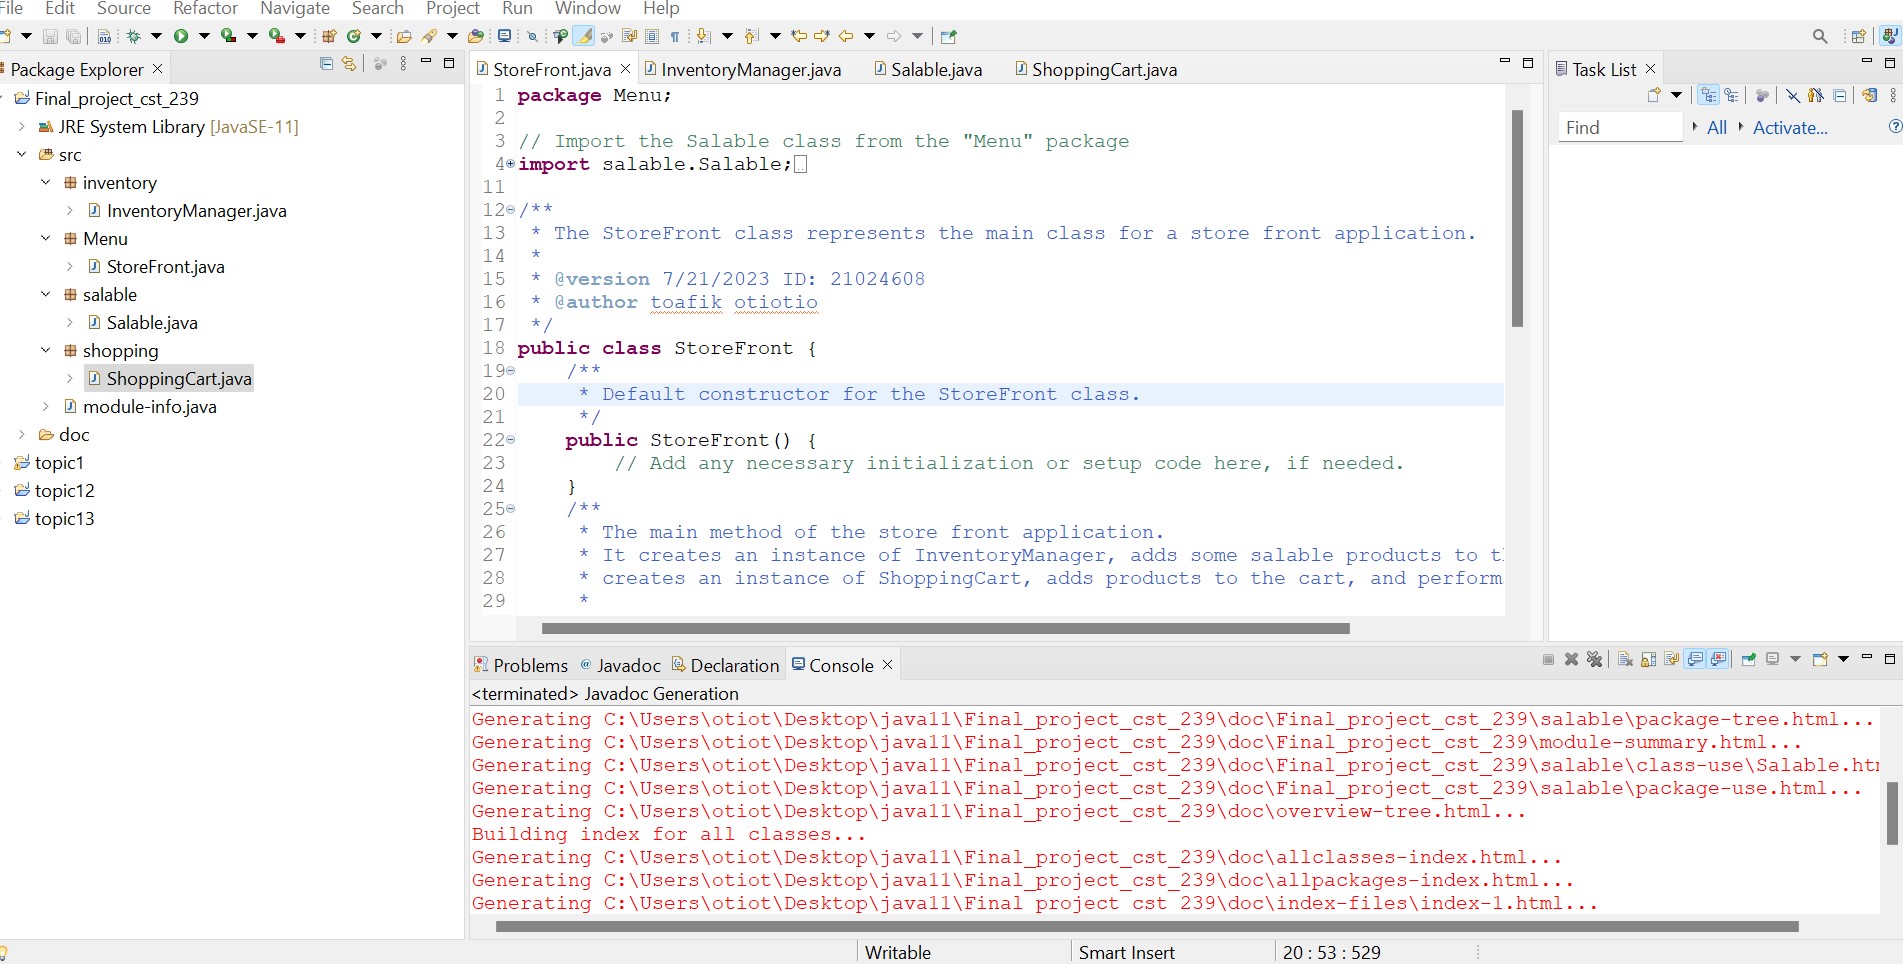 File Edit Source Refactor Navigate Search Project Run Window Help
Package Explorer
Final_project_cst_239
JRE System Library [JavaSE-11]
src
inventory
InventoryManager.java
Menu
StoreFront.java
salable
Salable.java
shopping
ShoppingCart.java
module-info.java
doc
topic1
topic12
topic13
StoreFront.java InventoryManager.java Salable.java ShoppingCart.java
1 package Menu;
2
3 // Import the Salable class from the "Menu" package
4 import salable.Salable;
11
12 /**
13 * The StoreFront class represents the main class for a store front application.
14 *
15 * @version 7/21/2023 ID: 21024608
16 * @author toafik otiotio
17 */
18 public class StoreFront {
19 /**
20 * Default constructor for the StoreFront class.
21 */
22 public StoreFront() {
23 // Add any necessary initialization or setup code here, if needed.
24 }
25 /**
26 * The main method of the store front application.
27 * It creates an instance of InventoryManager, adds some salable products to
28 * creates an instance of ShoppingCart, adds products to the cart, and perform
29 *
Task List
Find All Activate...
Problems @ Javadoc Declaration Console
<terminated> Javadoc Generation
Generating C:\Users\otiot\Desktop\java11\Final_project_cst_239\doc\Final_project_cst_239\salable\package-tree.html...
Generating C:\Users\otiot\Desktop\java11\Final_project_cst_239\doc\Final_project_cst_239\module-summary.html...
Generating C:\Users\otiot\Desktop\java11\Final_project_cst_239\doc\Final_project_cst_239\salable\class-use\Salable.htm
Generating C:\Users\otiot\Desktop\java11\Final_project_cst_239\doc\Final_project_cst_239\salable\package-use.html...
Generating C:\Users\otiot\Desktop\java11\Final_project_cst_239\doc\overview-tree.html...
Building index for all classes...
Generating C:\Users\otiot\Desktop\java11\Final_project_cst_239\doc\allclasses-index.html...
Generating C:\Users\otiot\Desktop\java11\Final_project_cst_239\doc\allpackages-index.html...
Generating C:\Users\otiot\Desktop\java11\Final_project_cst_239\doc\index-files\index-1.html...
Writable Smart Insert 20 : 53 : 529